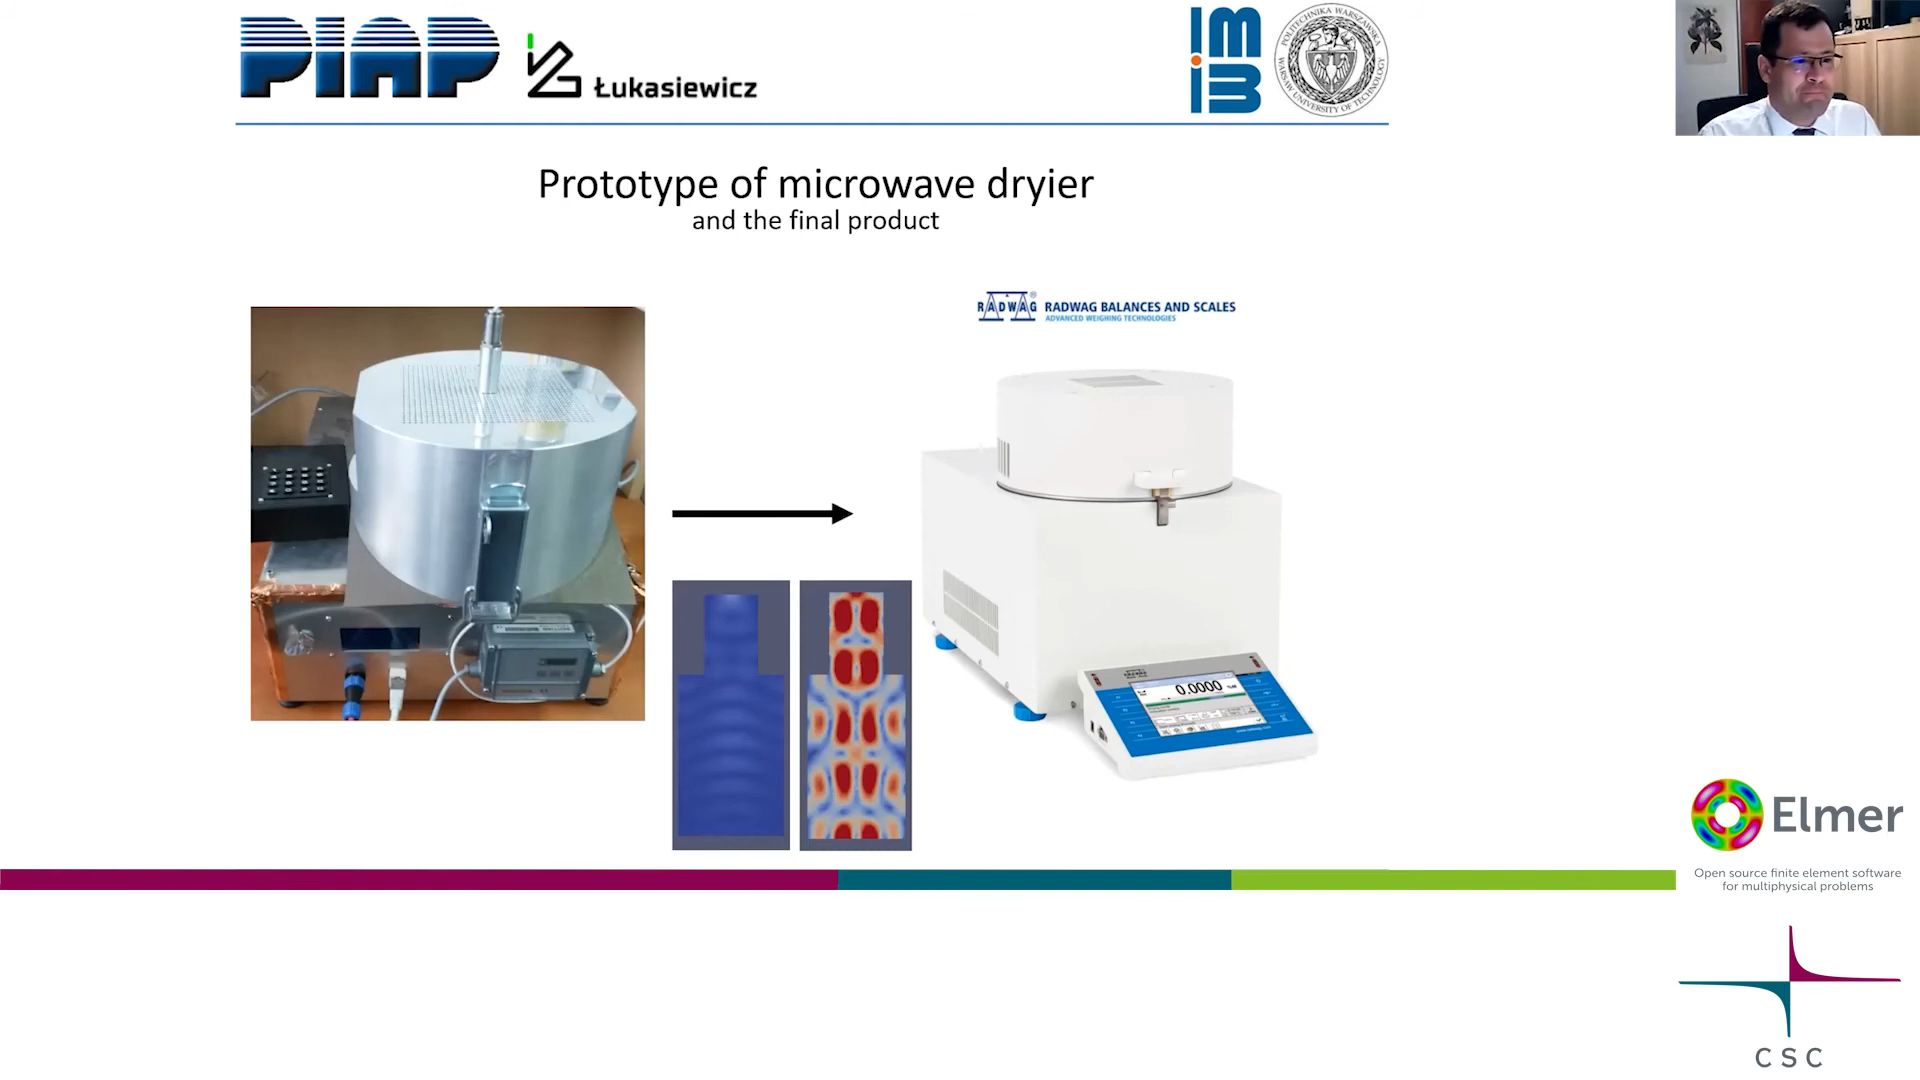 PIAP
Łukasiewicz
IM
iB
POLITECHNIKA WARSZAWSKA
WARSAW UNIVERSITY OF TECHNOLOGY
Prototype of microwave dryier
and the final product
RADWAG® RADWAG BALANCES AND SCALES
ADVANCED WEIGHING TECHNOLOGIES
0.0000
Elmer
Open source finite element software
for multiphysical problems
CSC